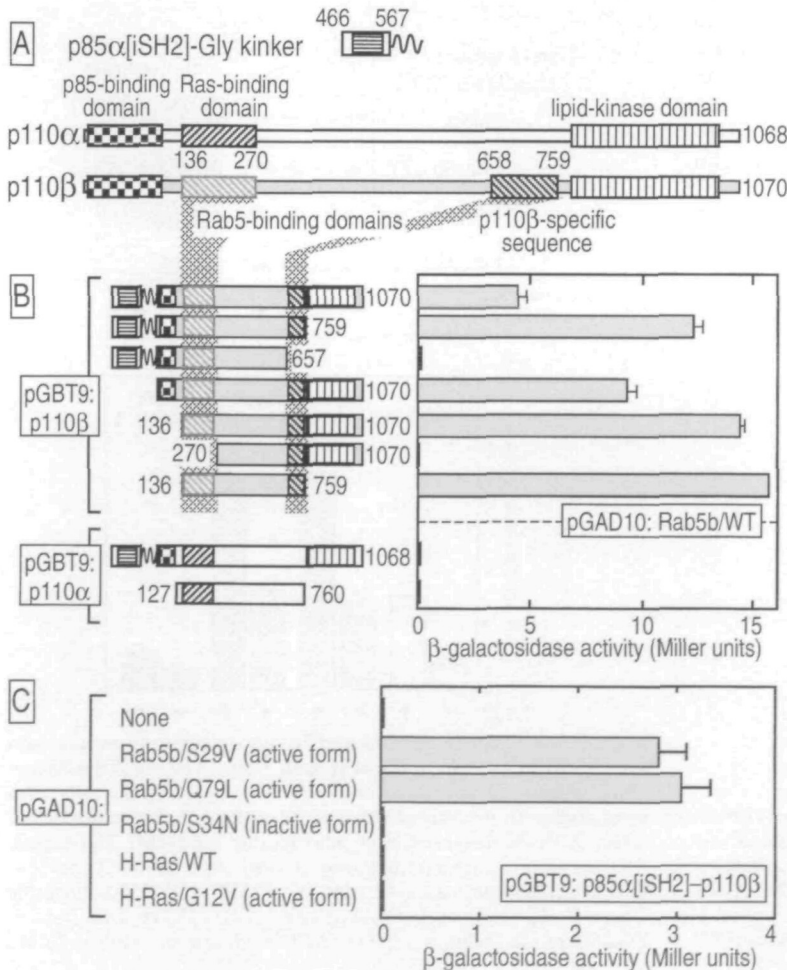 A
p85α[iSH2]-Gly kinker
466 567
p85-binding domain
Ras-binding domain
lipid-kinase domain
p110α
1068
136 270
658 759
p110β
1070
Rab5-binding domains
p110β-specific sequence
B
pGBT9: p110β
1070
759
657
1070
136
1070
270
1070
136
759
pGAD10: Rab5b/WT
pGBT9: p110α
1068
127
760
0 5 10 15
β-galactosidase activity (Miller units)
C
pGAD10:
None
Rab5b/S29V (active form)
Rab5b/Q79L (active form)
Rab5b/S34N (inactive form)
H-Ras/WT
H-Ras/G12V (active form)
pGBT9: p85α[iSH2]–p110β
0 1 2 3 4
β-galactosidase activity (Miller units)